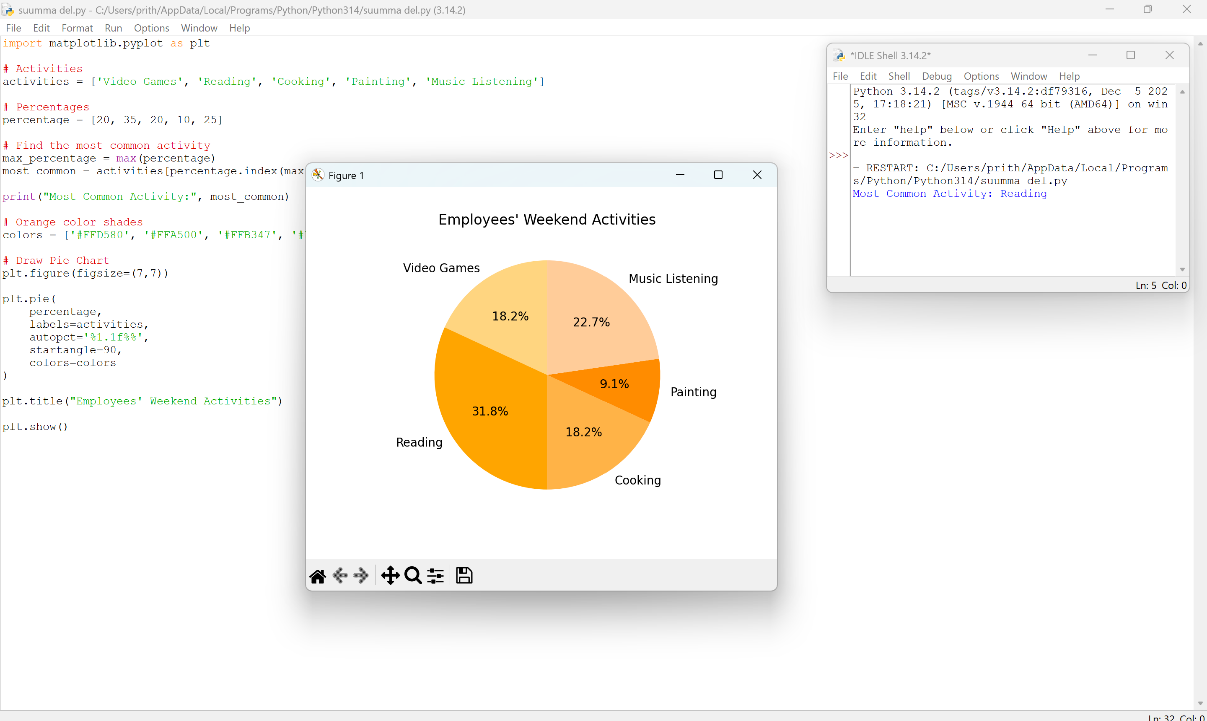 suumma del.py - C:/Users/prith/AppData/Local/Programs/Python/Python314/suumma del.py (3.14.2)
File Edit Format Run Options Window Help
import matplotlib.pyplot as plt
# Activities
activities = ['Video Games', 'Reading', 'Cooking', 'Painting', 'Music Listening']
# Percentages
percentage = [20, 35, 20, 10, 25]
# Find the most common activity
max_percentage = max(percentage)
most_common = activities[percentage.index(max
print("Most Common Activity:", most_common)
# Orange color shades
colors = ['#FFD580', '#FFA500', '#FFB347', '#
# Draw Pie Chart
plt.figure(figsize=(7,7))
plt.pie(
percentage,
labels=activities,
autopct='%1.1f%%',
startangle=90,
colors=colors
)
plt.title("Employees' Weekend Activities")
plt.show()
Figure 1
Employees' Weekend Activities
Video Games
Music Listening
18.2%
22.7%
9.1%
Painting
31.8%
18.2%
Reading
Cooking
*IDLE Shell 3.14.2*
File Edit Shell Debug Options Window Help
Python 3.14.2 (tags/v3.14.2:df79316, Dec  5 202
5, 17:18:21) [MSC v.1944 64 bit (AMD64)] on win
32
Enter "help" below or click "Help" above for mo
re information.
>>>
= RESTART: C:/Users/prith/AppData/Local/Program
s/Python/Python314/suumma del.py
Most Common Activity: Reading
Ln: 5 Col: 0
Ln: 32 Col: 0